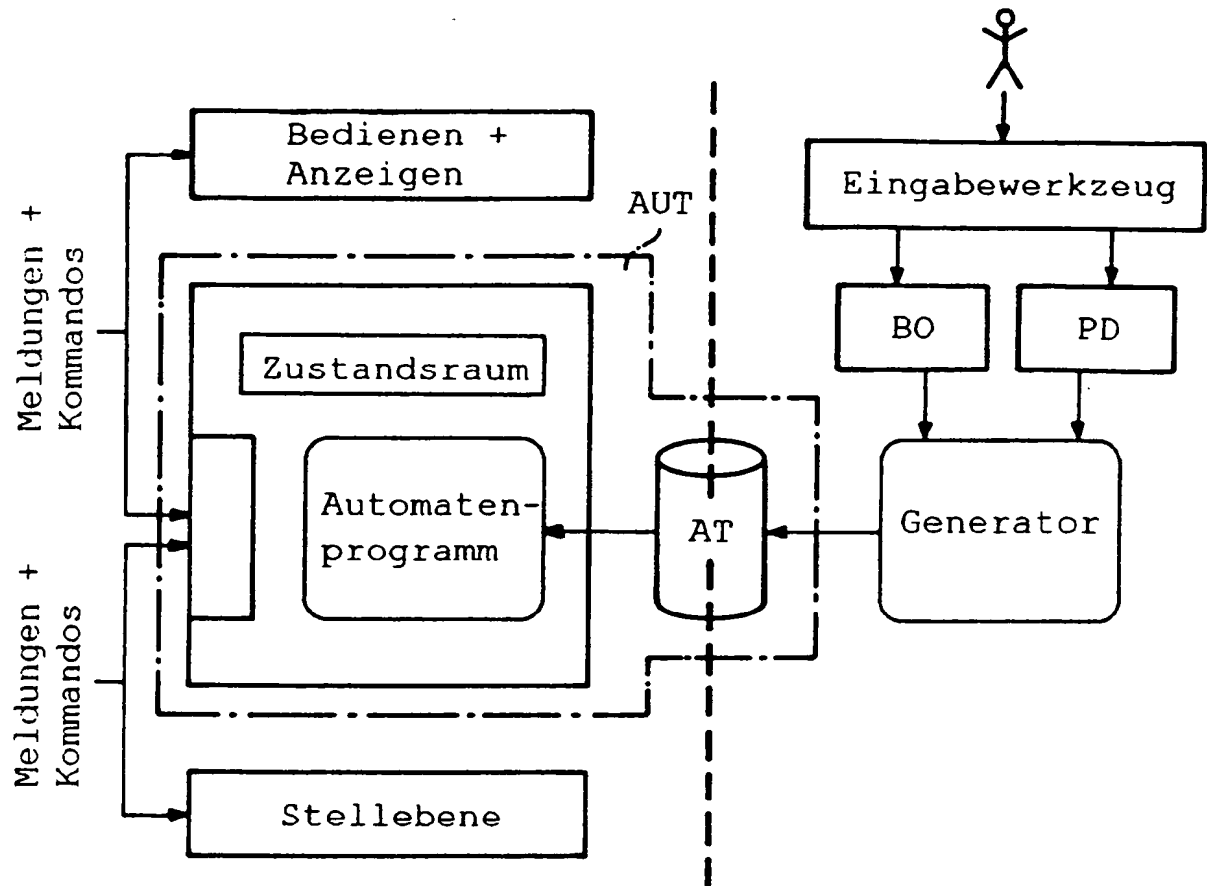 Bedienen +
Anzeigen
Meldungen +
Kommandos
AUT
Zustandsraum
Automaten-
programm
AT
Meldungen +
Kommandos
Stellebene
Eingabewerkzeug
BO
PD
Generator